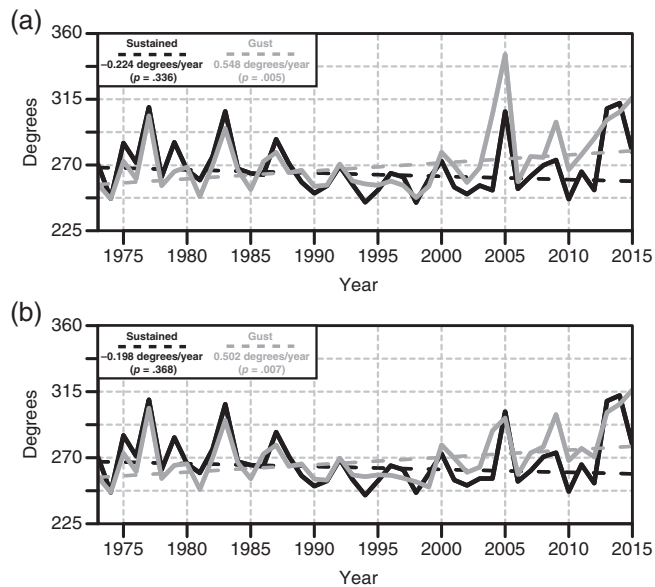 (a)
360
315
270
225
Degrees
Sustained Gust
−0.224 degrees/year 0.548 degrees/year
(p = .336) (p = .005)
1975 1980 1985 1990 1995 2000 2005 2010 2015
Year
(b)
360
315
270
225
Degrees
Sustained Gust
−0.198 degrees/year 0.502 degrees/year
(p = .368) (p = .007)
1975 1980 1985 1990 1995 2000 2005 2010 2015
Year